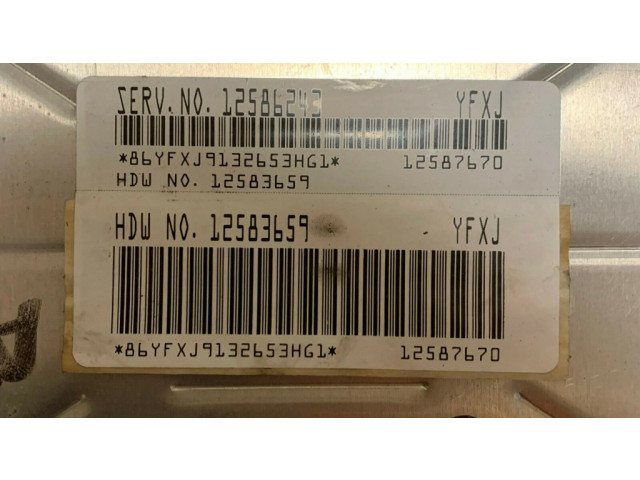 SERV. NO. 12586243 YFXJ
*86YFXJ9132653HG1* 12587670
HDW NO. 12583659
HDW NO. 12583659 YFXJ
*86YFXJ9132653HG1* 12587670